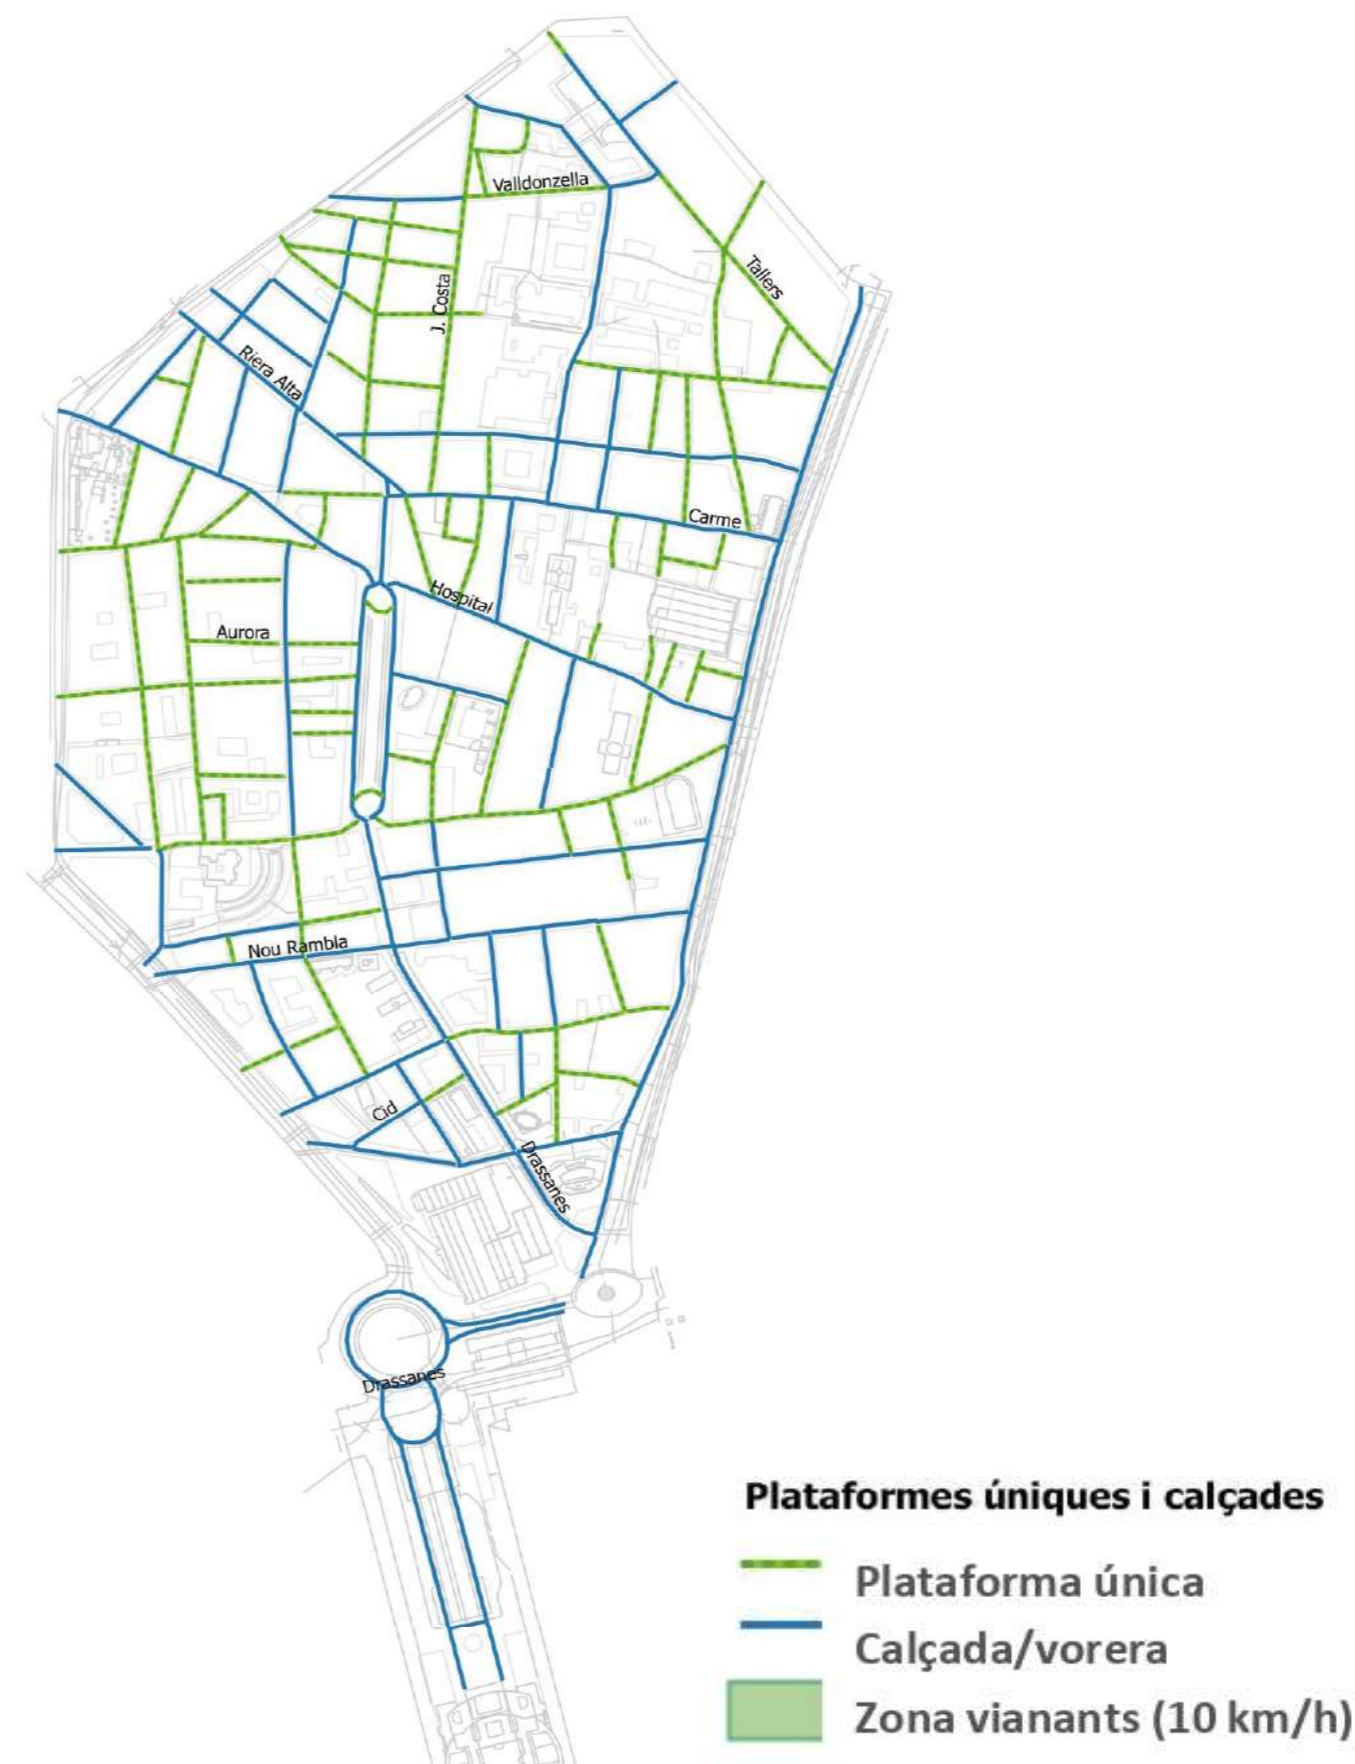 Valldonzella
Tallers
J. Costa
Riera Alta
Carme
Hospital
Aurora
Nou Rambla
Cid
Drassanes
Drassanes
Plataformes úniques i calçades
Plataforma única
Calçada/vorera
Zona vianants (10 km/h)